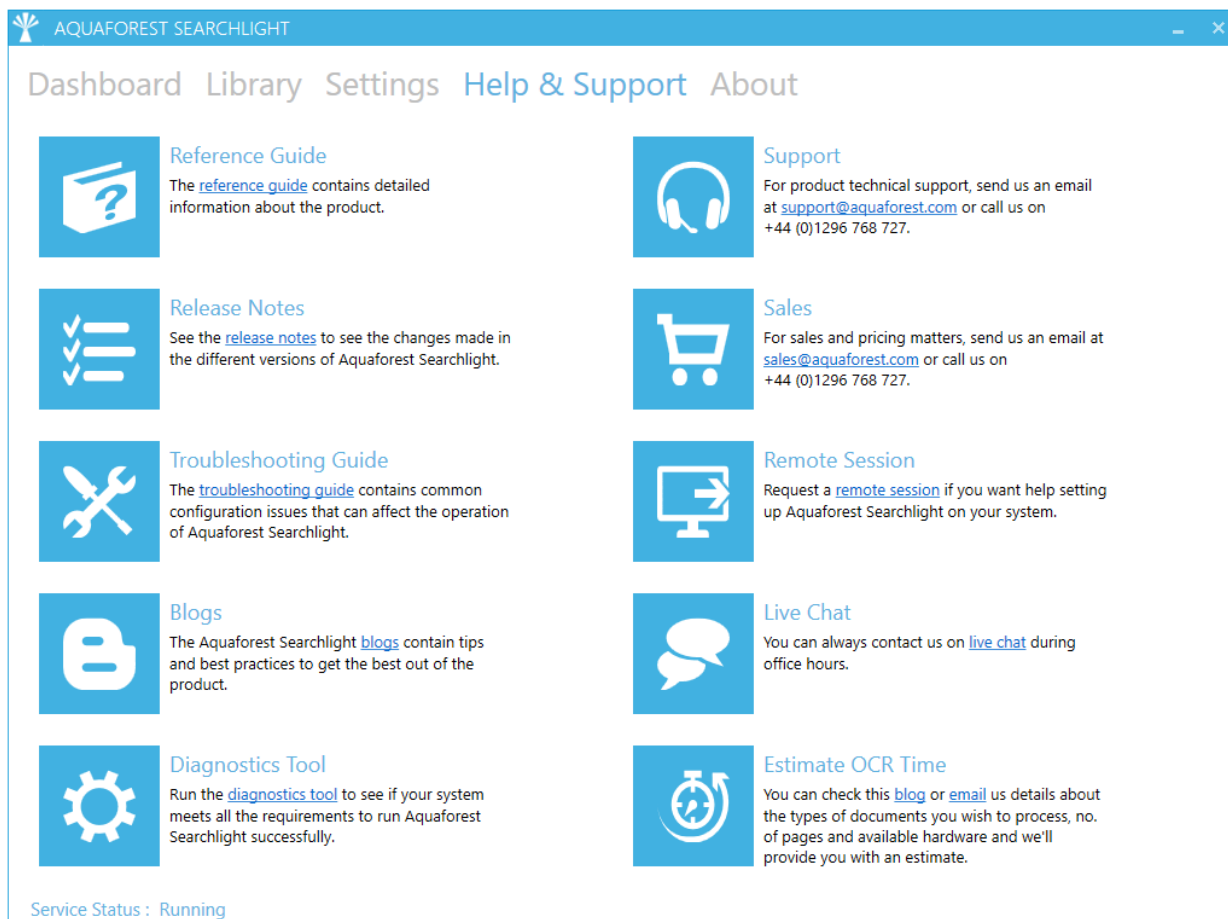 AQUAFOREST SEARCHLIGHT
Dashboard Library Settings Help & Support About
Reference Guide
The reference guide contains detailed
information about the product.
Support
For product technical support, send us an email
at support@aquaforest.com or call us on
+44 (0)1296 768 727.
Release Notes
See the release notes to see the changes made in
the different versions of Aquaforest Searchlight.
Sales
For sales and pricing matters, send us an email at
sales@aquaforest.com or call us on
+44 (0)1296 768 727.
Troubleshooting Guide
The troubleshooting guide contains common
configuration issues that can affect the operation
of Aquaforest Searchlight.
Remote Session
Request a remote session if you want help setting
up Aquaforest Searchlight on your system.
Blogs
The Aquaforest Searchlight blogs contain tips
and best practices to get the best out of the
product.
Live Chat
You can always contact us on live chat during
office hours.
Diagnostics Tool
Run the diagnostics tool to see if your system
meets all the requirements to run Aquaforest
Searchlight successfully.
Estimate OCR Time
You can check this blog or email us details about
the types of documents you wish to process, no.
of pages and available hardware and we'll
provide you with an estimate.
Service Status : Running